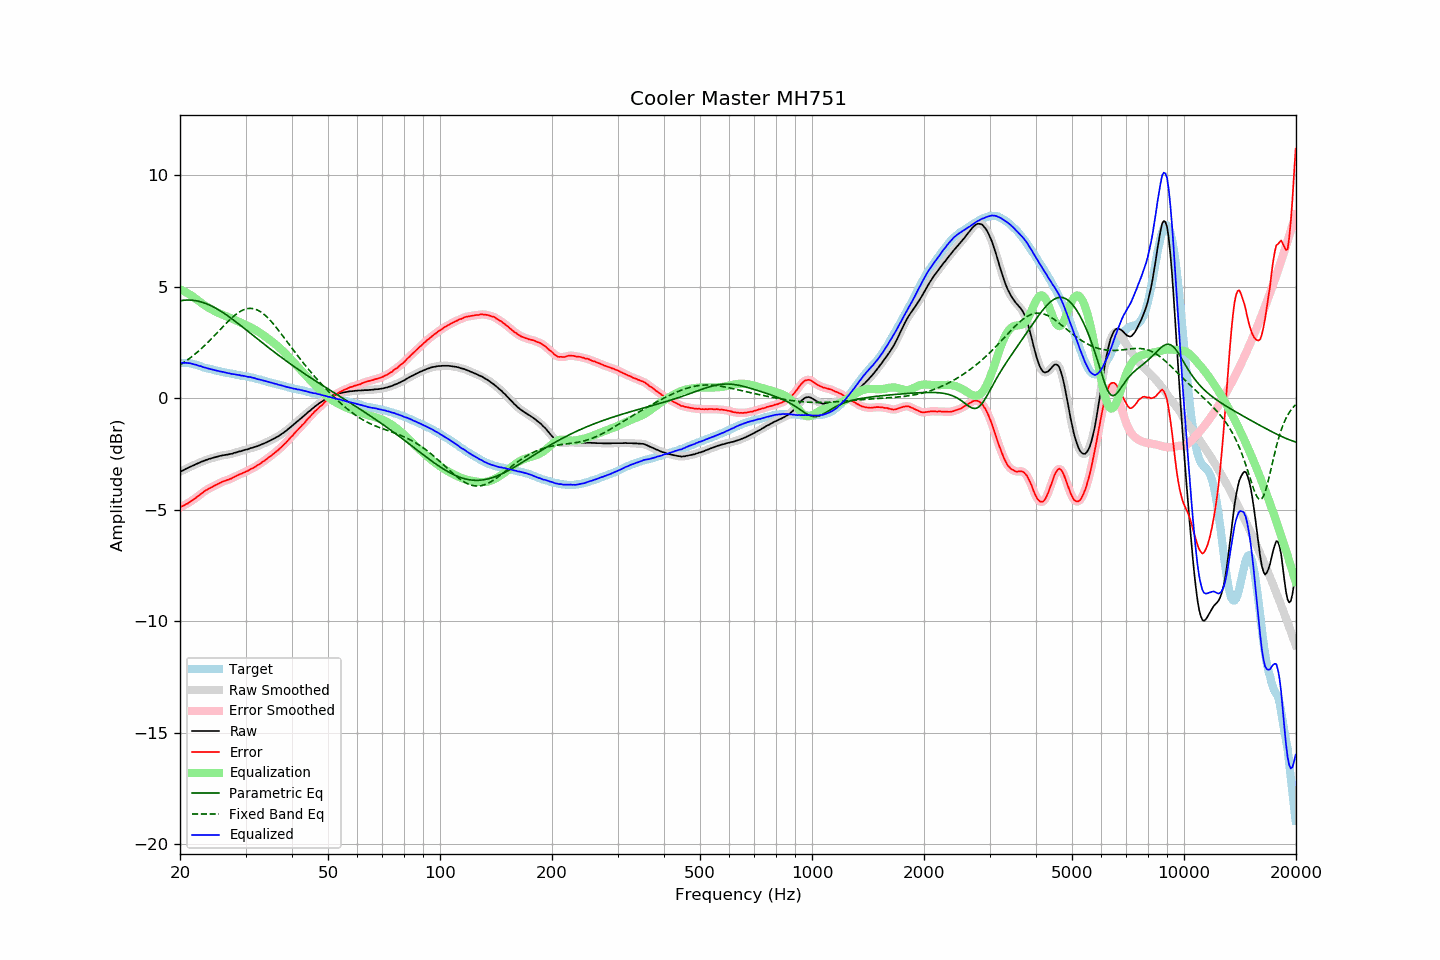 Cooler Master MH751
Amplitude (dBr)
10
5
0
−5
−10
−15
−20
Target
Raw Smoothed
Error Smoothed
Raw
Error
Equalization
Parametric Eq
Fixed Band Eq
Equalized
20 50 100 200 500 1000 2000 5000 10000 20000
Frequency (Hz)